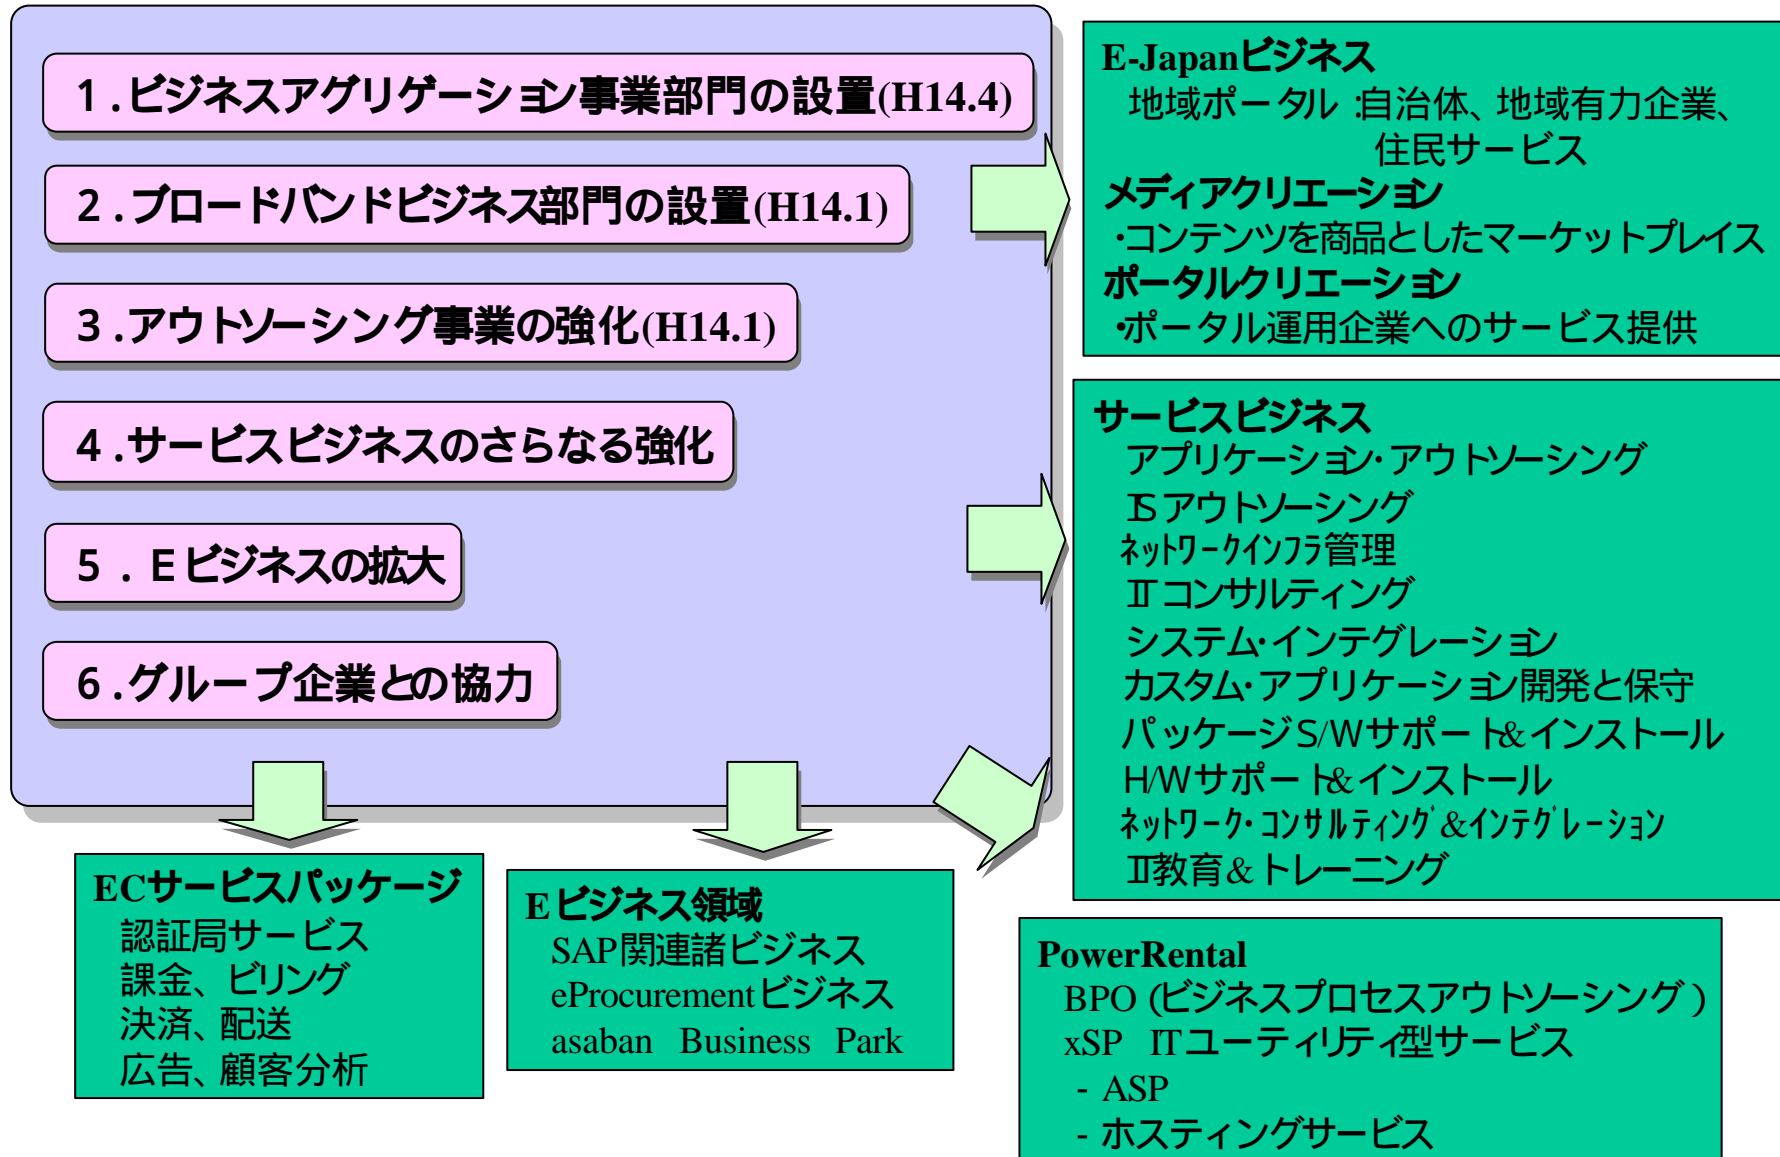 1.ビジネスアグリゲーション事業部門の設置(H14.4)
2.ブロードバンドビジネス部門の設置(H14.1)
3.アウトソーシング事業の強化(H14.1)
4.サービスビジネスのさらなる強化
5．Eビジネスの拡大
6.グループ企業との協力
E-Japanビジネス
地域ポータル:自治体、地域有力企業、
住民サービス
メディアクリエーション
・コンテンツを商品としたマーケットプレイス
ポータルクリエーション
・ポータル運用企業へのサービス提供
サービスビジネス
アプリケーション・アウトソーシング
ISアウトソーシング
ﾈｯﾄﾜｰｸｲﾝﾌﾗ管理
ITコンサルティング
システム・インテグレーション
カスタム・アプリケーション開発と保守
パッケージS/Wサポート&インストール
H/Wサポート&インストール
ﾈｯﾄﾜｰｸ・ｺﾝｻﾙﾃｨﾝｸﾞ&ｲﾝﾃｸﾞﾚｰｼｮﾝ
IT教育&トレーニング
ECサービスパッケージ
認証局サービス
課金、ビリング
決済、配送
広告、顧客分析
Eビジネス領域
SAP関連諸ビジネス
eProcurementビジネス
asaban Business Park
PowerRental
BPO(ビジネスプロセスアウトソーシング)
xSP ITユーティリティ型サービス
- ASP
- ホスティングサービス